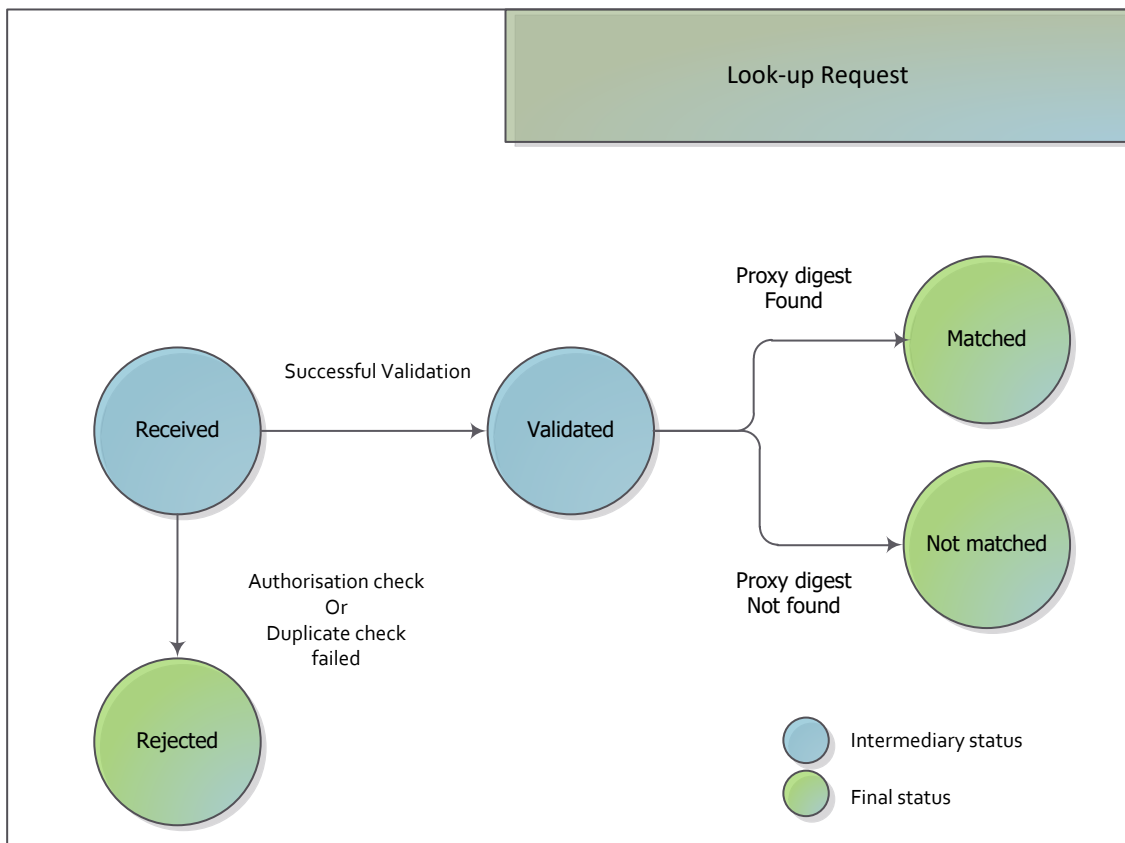 Look-up Request
Proxy digest
Found
Matched
Successful Validation
Received
Validated
Not matched
Proxy digest
Not found
Authorisation check
Or
Duplicate check
failed
Rejected
Intermediary status
Final status